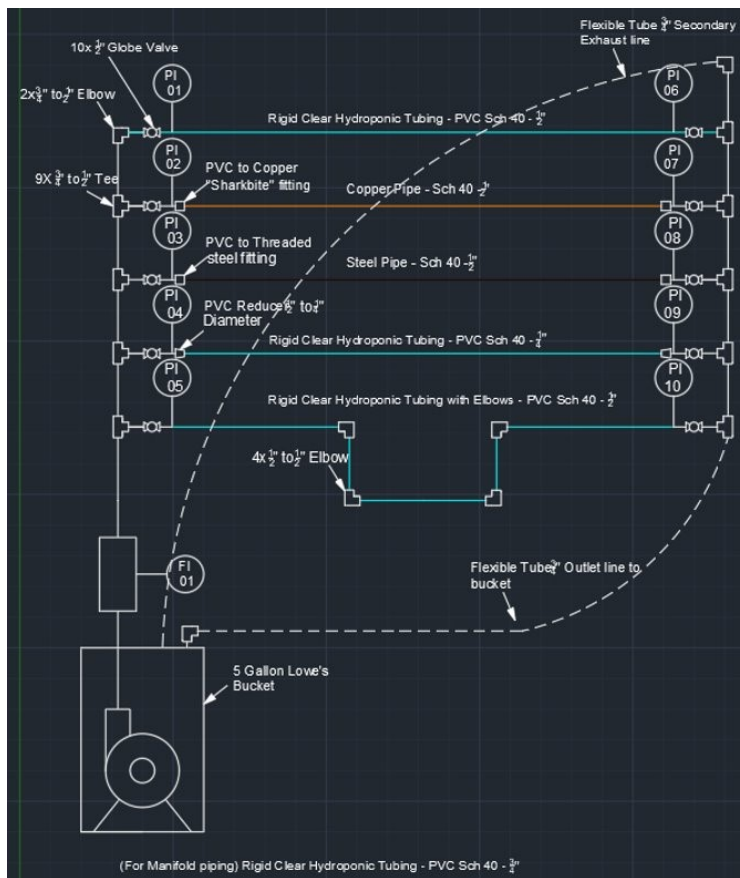 Flexible Tube 3/4" Secondary
Exhaust line
10x 1/2" Globe Valve
PI
01
PI
06
2x 3/4" to 1/2" Elbow
Rigid Clear Hydroponic Tubing - PVC Sch 40 - 1/2"
PI
02
PI
07
9X 3/4" to 1/2" Tee
PVC to Copper
"Sharkbite" fitting
Copper Pipe - Sch 40 - 1/2"
PI
03
PI
08
PVC to Threaded
steel fitting
Steel Pipe - Sch 40 - 1/2"
PI
04
PI
09
PVC Reduce 1/2" to 1/4"
Diameter
Rigid Clear Hydroponic Tubing - PVC Sch 40 - 1/4"
PI
05
PI
10
Rigid Clear Hydroponic Tubing with Elbows - PVC Sch 40 - 1/2"
4x 1/2" to 1/2" Elbow
FI
01
Flexible Tube 3/4" Outlet line to
bucket
5 Gallon Lowe's
Bucket
(For Manifold piping) Rigid Clear Hydroponic Tubing - PVC Sch 40 - 3/4"